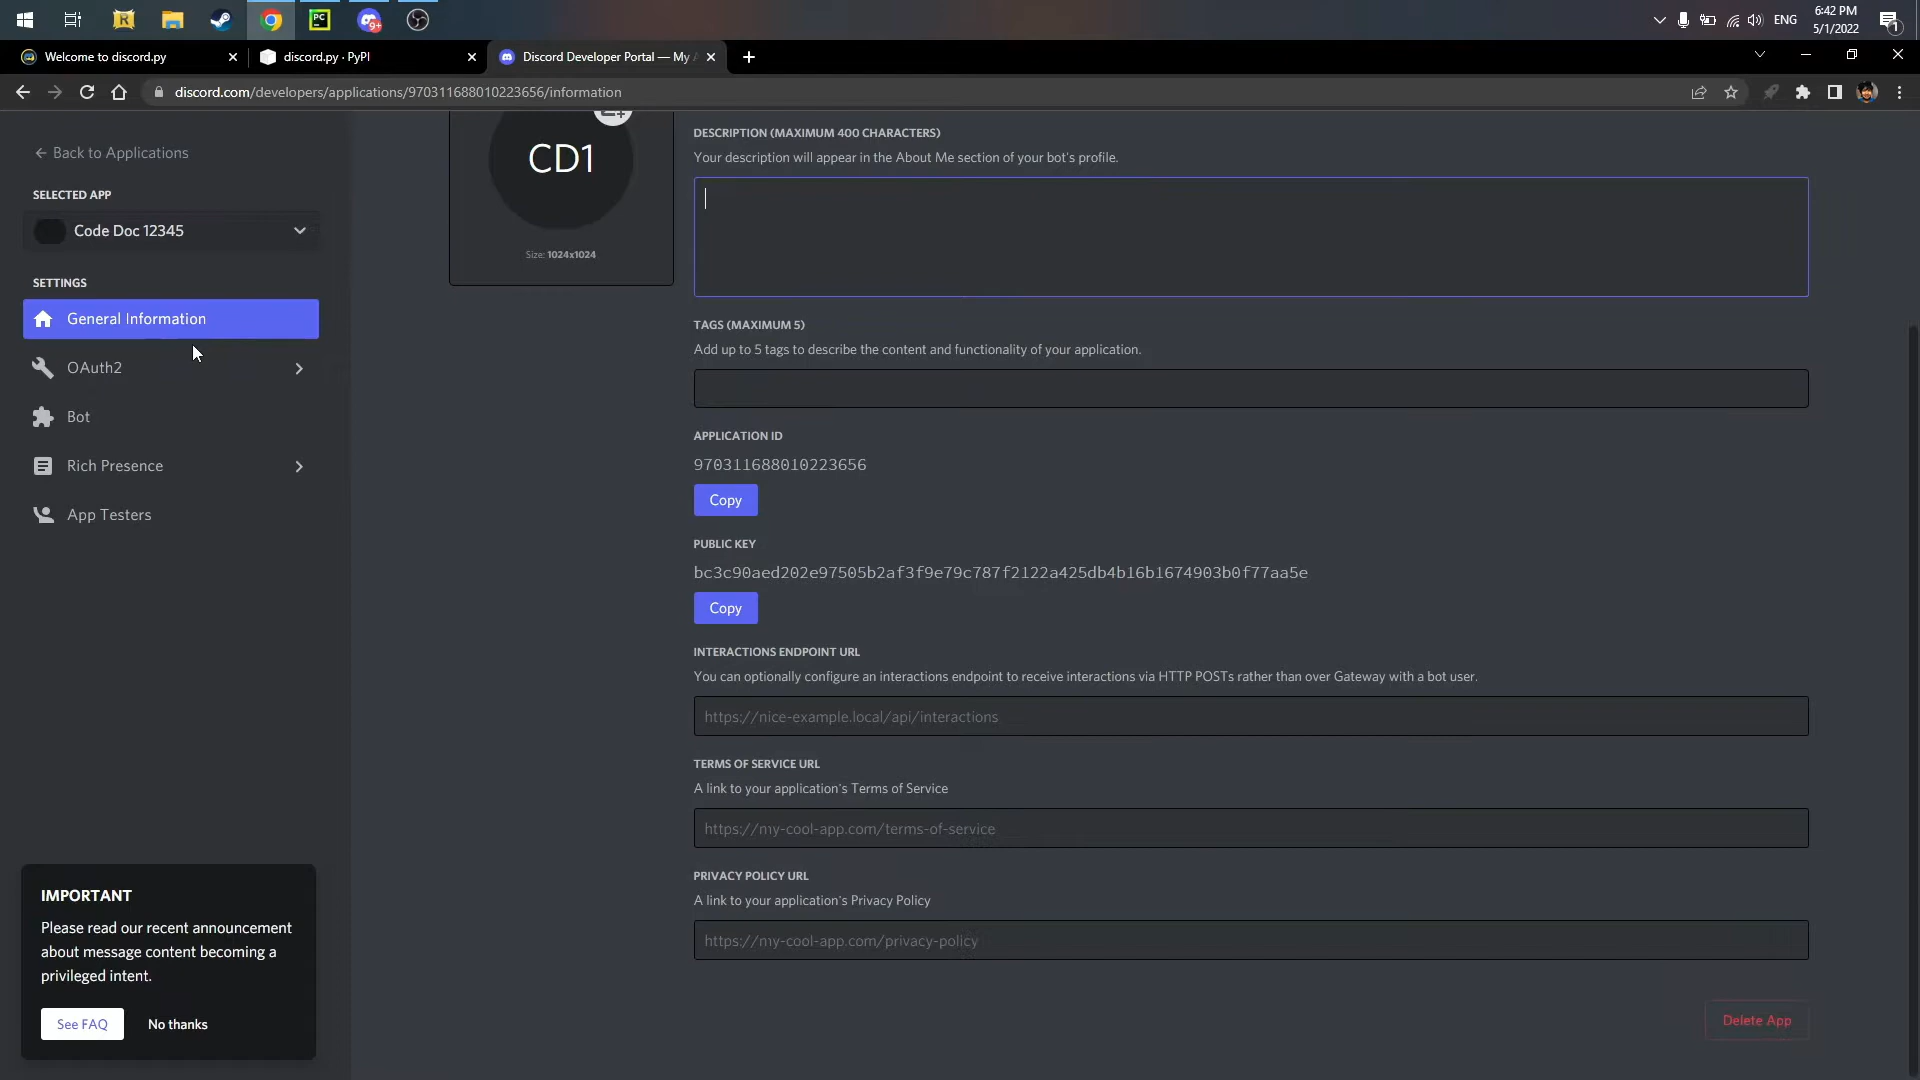 ENG
6:42 PM
5/1/2022
1
R
PC
9+
Welcome to discord.py
discord.py · PyPI
Discord Developer Portal — My A
discord.com/developers/applications/970311688010223656/information
← Back to Applications
SELECTED APP
Code Doc 12345
SETTINGS
General Information
OAuth2
Bot
Rich Presence
App Testers
IMPORTANT
Please read our recent announcement
about message content becoming a
privileged intent.
See FAQ
No thanks
CD1
Size: 1024x1024
DESCRIPTION (MAXIMUM 400 CHARACTERS)
Your description will appear in the About Me section of your bot's profile.
TAGS (MAXIMUM 5)
Add up to 5 tags to describe the content and functionality of your application.
APPLICATION ID
970311688010223656
Copy
PUBLIC KEY
bc3c90aed202e97505b2af3f9e79c787f2122a425db4b16b1674903b0f77aa5e
Copy
INTERACTIONS ENDPOINT URL
You can optionally configure an interactions endpoint to receive interactions via HTTP POSTs rather than over Gateway with a bot user.
https://nice-example.local/api/interactions
TERMS OF SERVICE URL
A link to your application's Terms of Service
https://my-cool-app.com/terms-of-service
PRIVACY POLICY URL
A link to your application's Privacy Policy
https://my-cool-app.com/privacy-policy
Delete App